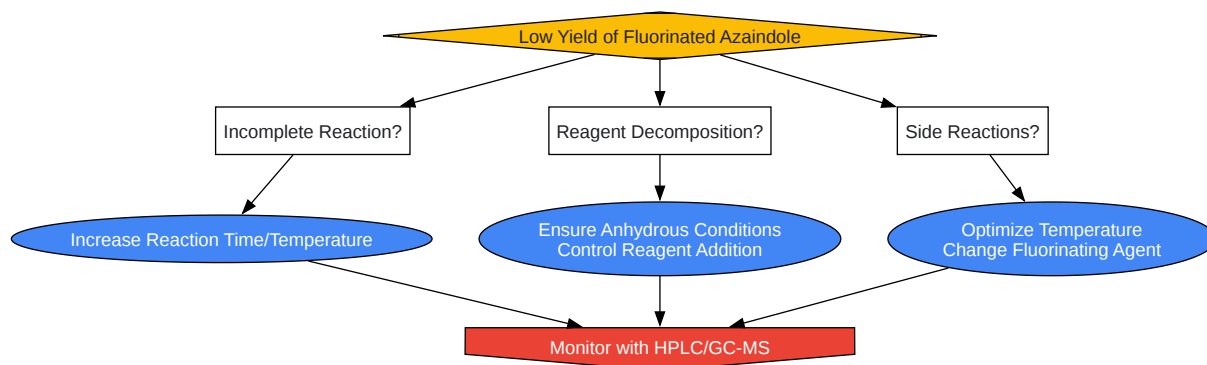 Low Yield of Fluorinated Azaindole
Incomplete Reaction?
Reagent Decomposition?
Side Reactions?
Increase Reaction Time/Temperature
Ensure Anhydrous Conditions
Control Reagent Addition
Optimize Temperature
Change Fluorinating Agent
Monitor with HPLC/GC-MS